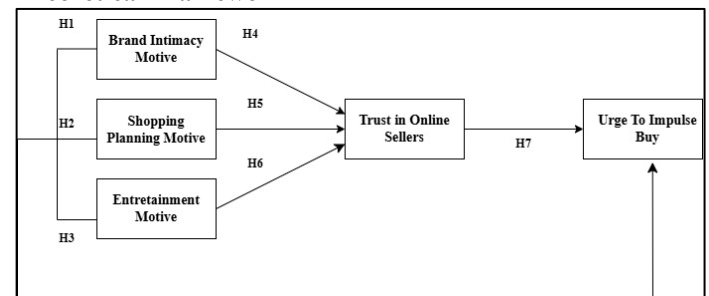 H1
Brand Intimacy
Motive
H4
H2
Shopping
Planning Motive
H5
Trust in Online
Sellers
H7
Urge To Impulse
Buy
H6
Entretainment
Motive
H3